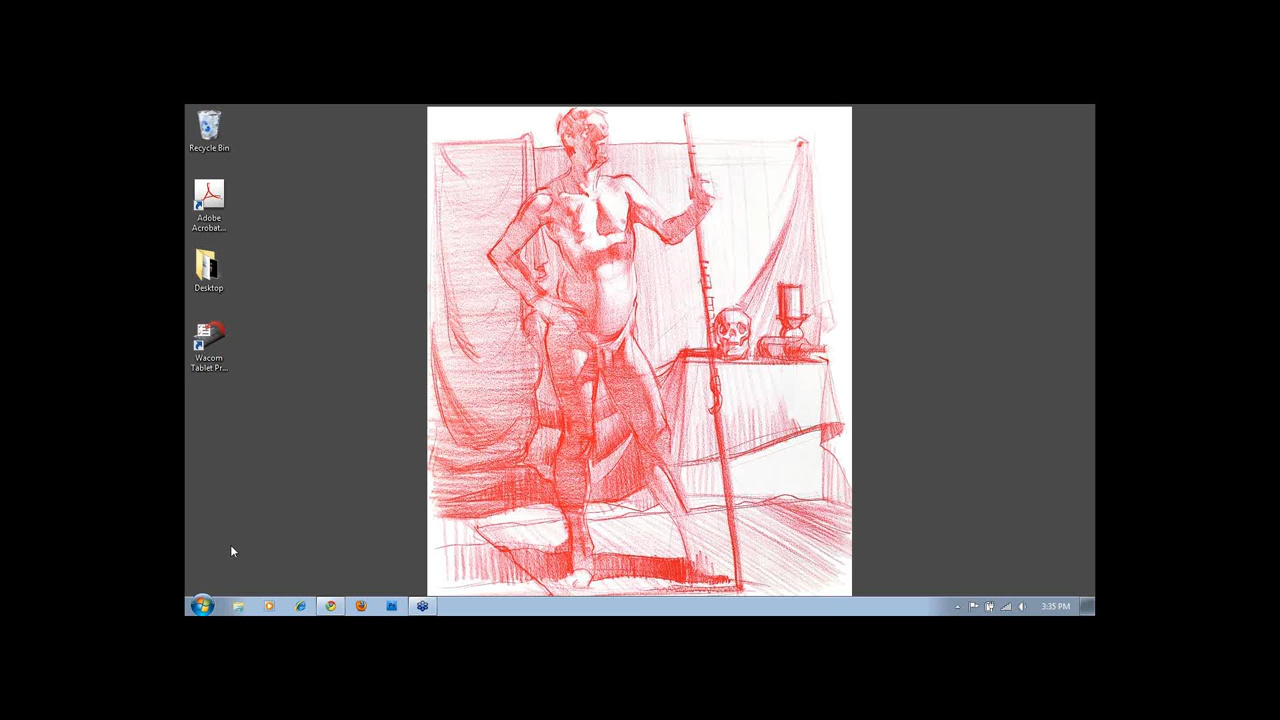 Recycle Bin
Adobe
Acrobat...
Desktop
Wacom
Tablet Pr...
3:35 PM